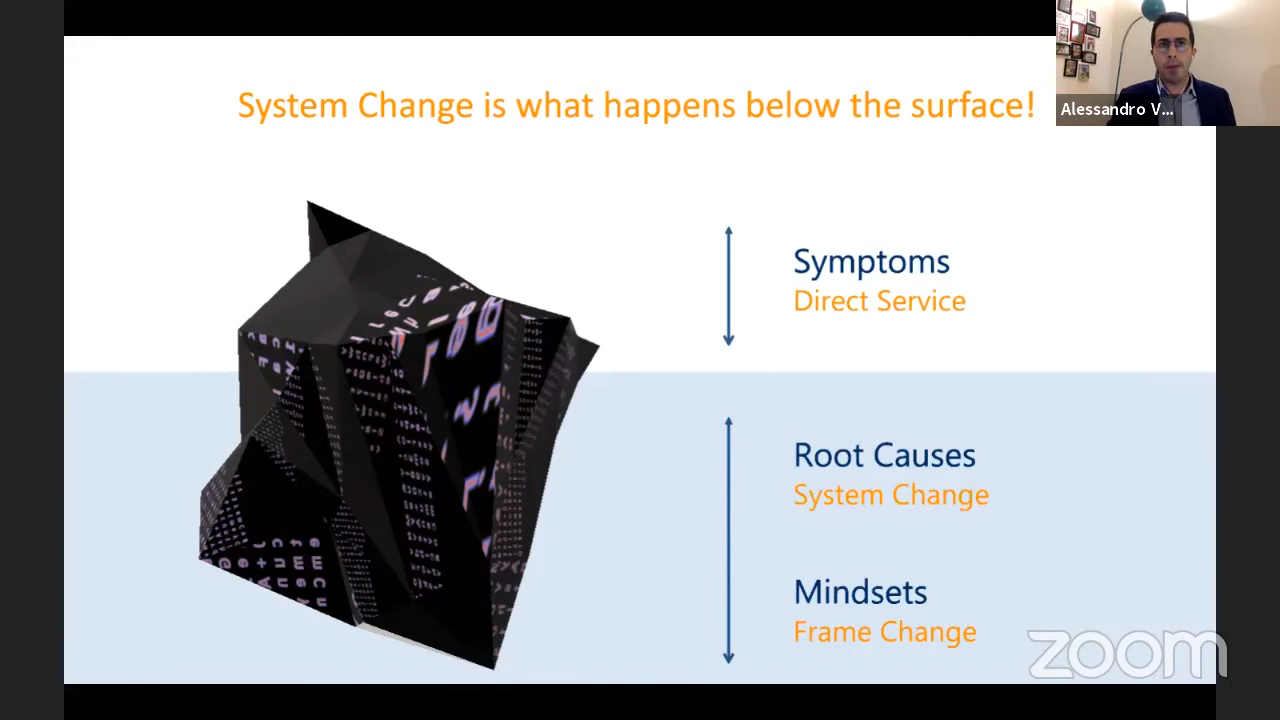 System Change is what happens below the surface!
Alessandro V...
Symptoms
Direct Service
Root Causes
System Change
Mindsets
Frame Change
zoom